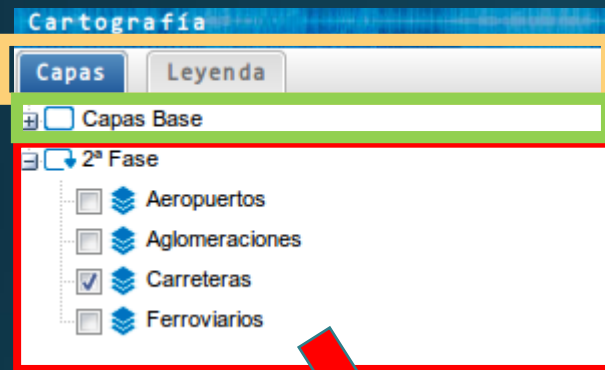 Cartografía
Capas Leyenda
Capas Base
2ª Fase
Aeropuertos
Aglomeraciones
Carreteras
Ferroviarios